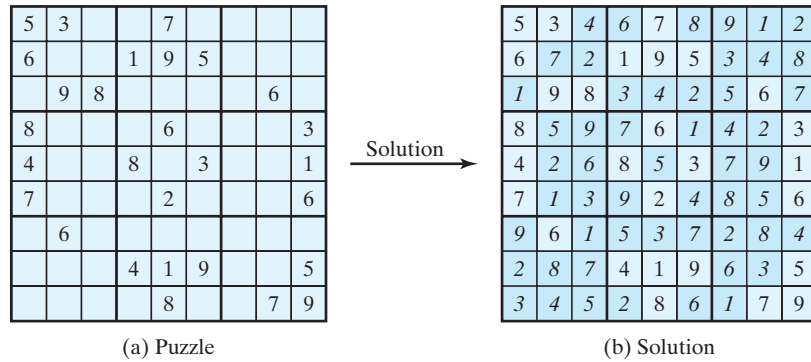 5 3 7
6 1 9 5
9 8 6
8 6 3
4 8 3 1
7 2 6
6
4 1 9 5
8 7 9
(a) Puzzle
Solution
5 3 4 6 7 8 9 1 2
6 7 2 1 9 5 3 4 8
1 9 8 3 4 2 5 6 7
8 5 9 7 6 1 4 2 3
4 2 6 8 5 3 7 9 1
7 1 3 9 2 4 8 5 6
9 6 1 5 3 7 2 8 4
2 8 7 4 1 9 6 3 5
3 4 5 2 8 6 1 7 9
(b) Solution